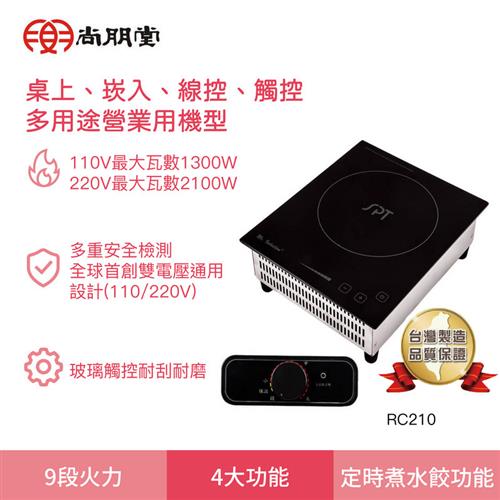 尚朋堂
桌上、崁入、線控、觸控
多用途營業用機型
110V最大瓦數1300W
220V最大瓦數2100W
多重安全檢測
全球首創雙電壓通用
設計(110/220V)
玻璃觸控耐刮耐磨
SPT
台灣製造
品質保證
RC210
9段火力
4大功能
定時煮水餃功能